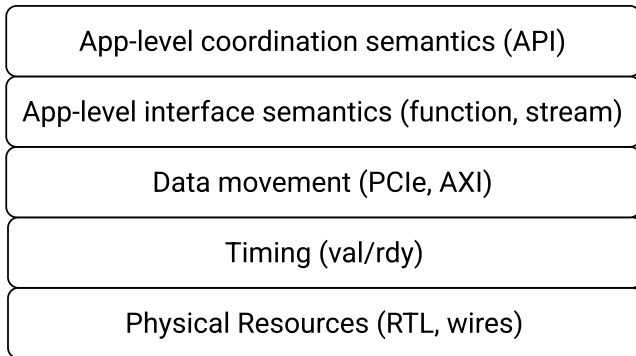 App-level coordination semantics (API)
App-level interface semantics (function, stream)
Data movement (PCIe, AXI)
Timing (val/rdy)
Physical Resources (RTL, wires)